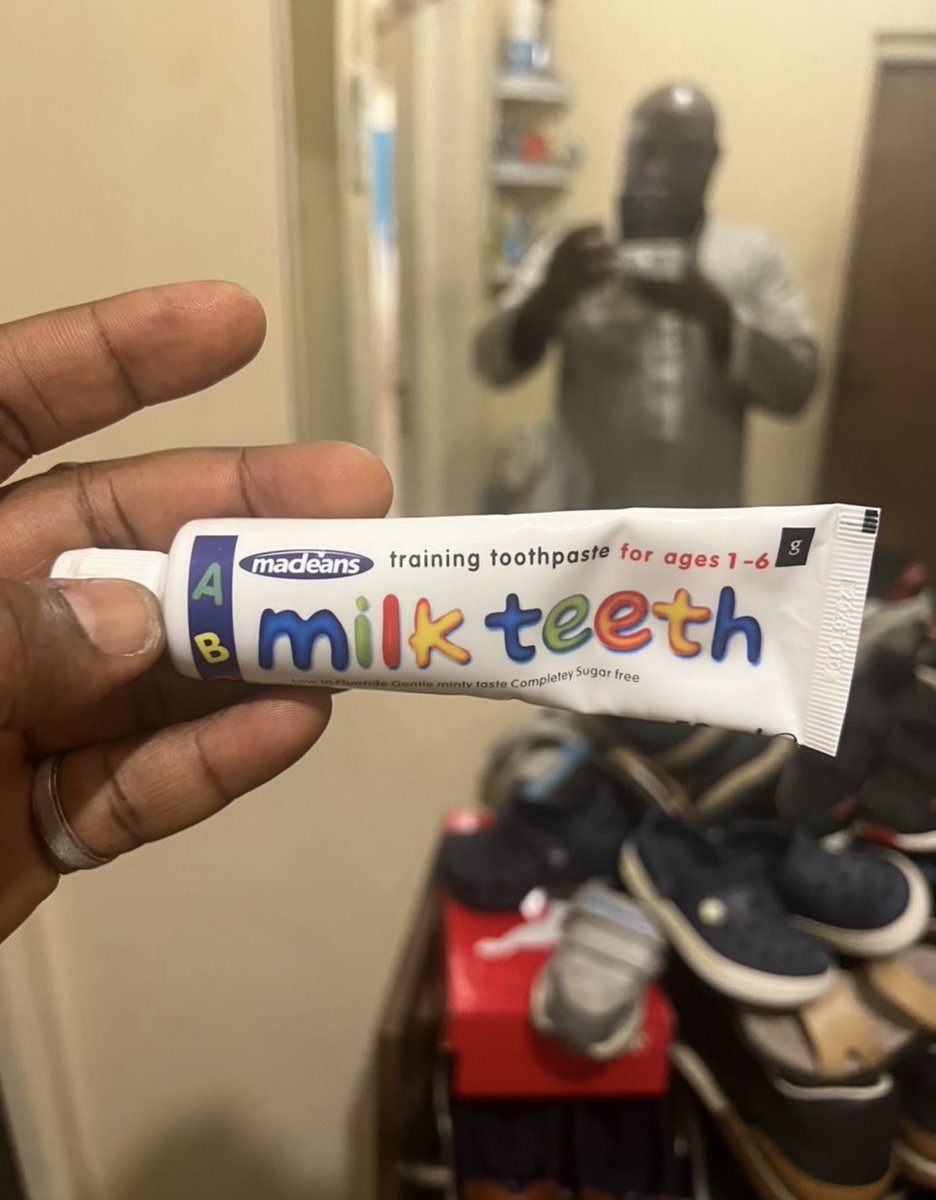 A
B
madeans
training toothpaste for ages 1-6
g
milk teeth
Low in Fluoride Gentle minty taste Completey Sugar free